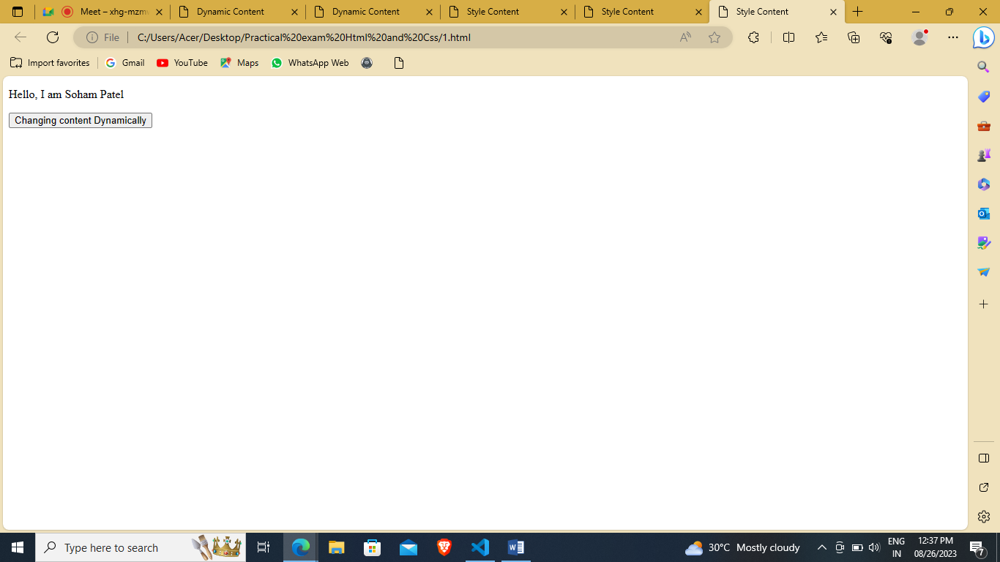 Meet – xhg-mzm
Dynamic Content
Dynamic Content
Style Content
Style Content
Style Content
File
C:/Users/Acer/Desktop/Practical%20exam%20Html%20and%20Css/1.html
Import favorites
Gmail
YouTube
Maps
WhatsApp Web
Hello, I am Soham Patel
Changing content Dynamically
Type here to search
30°C Mostly cloudy
ENG
IN
12:37 PM
08/26/2023
7